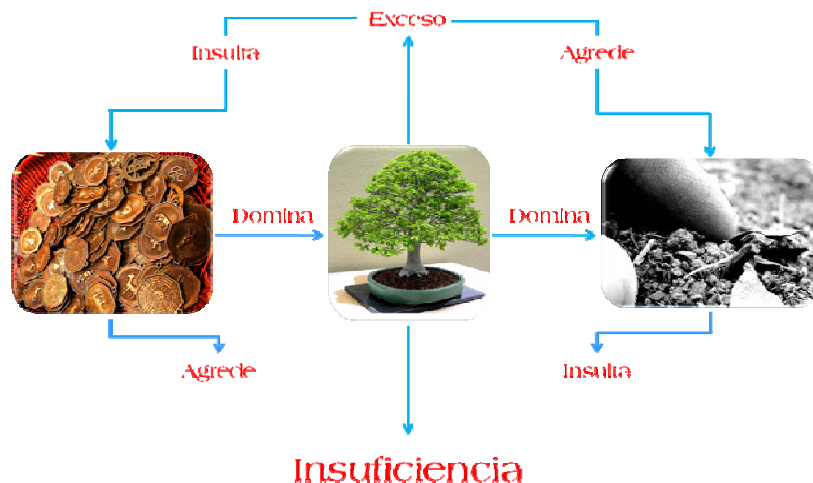 Exceso
Insulta
Agrede
Domina
Domina
Agrede
Insulta
Insuficiencia